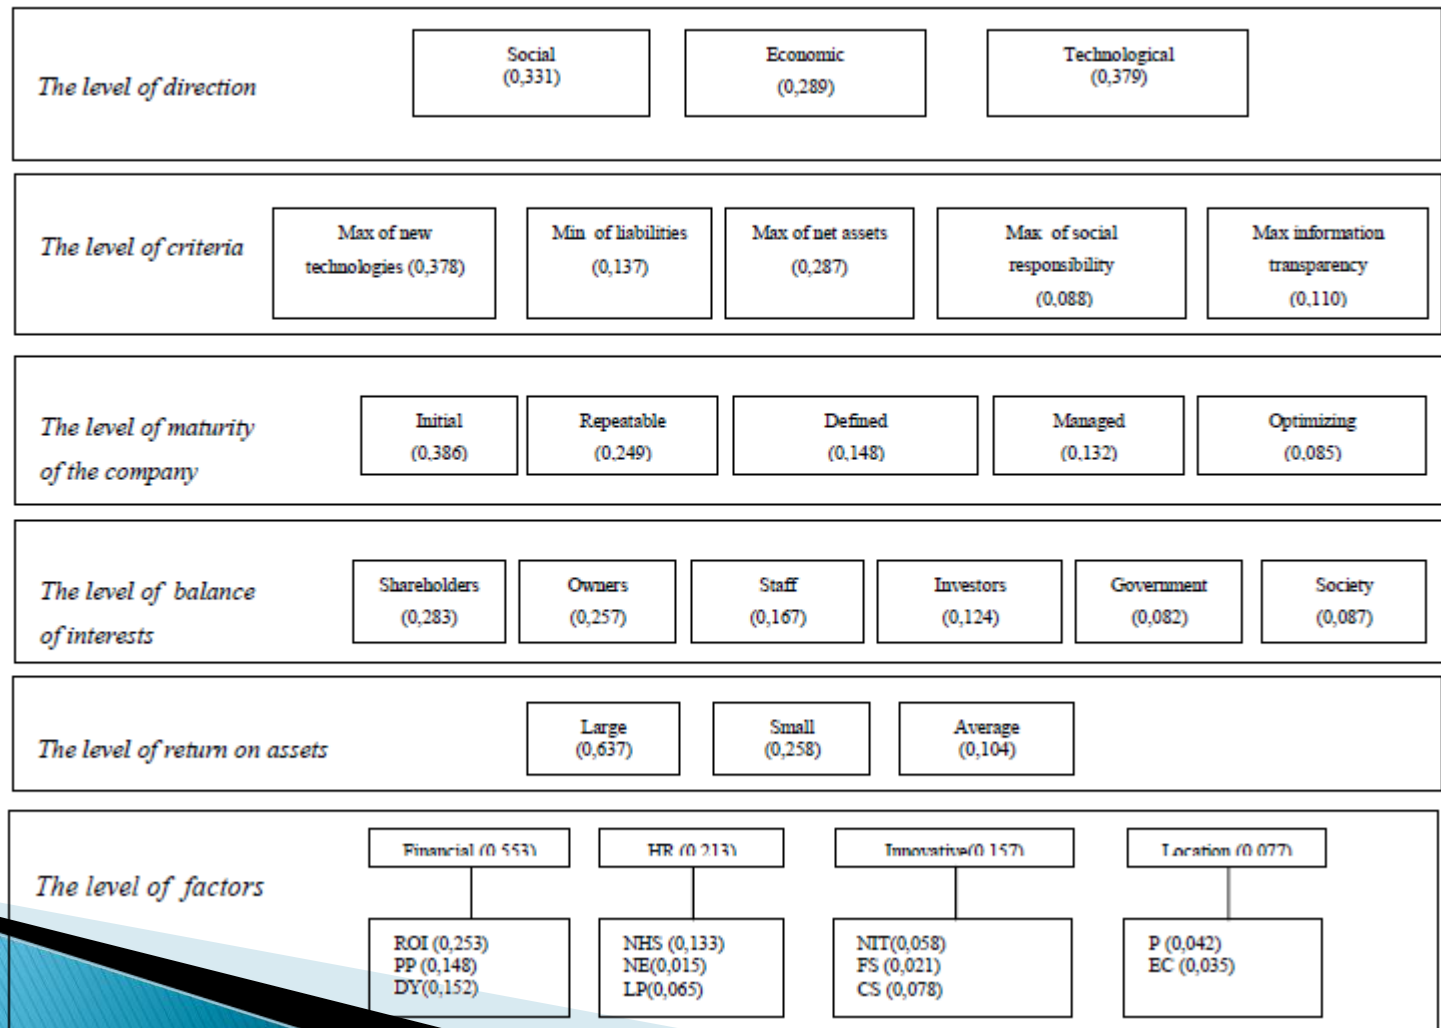 The level of direction
Social
(0,331)
Economic
(0,289)
Technological
(0,379)
The level of criteria
Max of new
technologies (0,378)
Min of liabilities
(0,137)
Max of net assets
(0,287)
Max of social
responsibility
(0,088)
Max information
transparency
(0,110)
The level of maturity
of the company
Initial
(0,386)
Repeatable
(0,249)
Defined
(0,148)
Managed
(0,132)
Optimizing
(0,085)
The level of balance
of interests
Shareholders
(0,283)
Owners
(0,257)
Staff
(0,167)
Investors
(0,124)
Government
(0,082)
Society
(0,087)
The level of return on assets
Large
(0,637)
Small
(0,258)
Average
(0,104)
The level of factors
Financial (0,553)
HR (0,213)
Innovative(0,157)
Location (0,077)
ROI (0,253)
PP (0,148)
DY(0,152)
NHS (0,133)
NE(0,015)
LP(0,065)
NIT(0,058)
FS (0,021)
CS (0,078)
P (0,042)
EC (0,035)